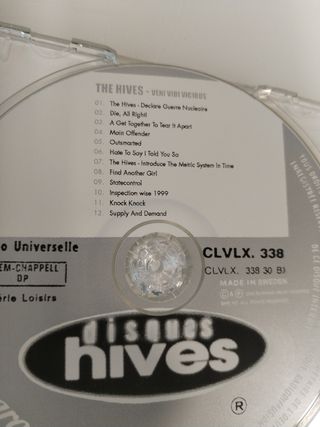 THE HIVES - VENI VIDI VICIOUS
01. The Hives - Declare Guerre Nucleaire
02. Die, All Right!
03. A Get Together To Tear It Apart
04. Main Offender
05. Outsmarted
06. Hate To Say I Told You So
07. The Hives - Introduce The Metric System In Time
08. Find Another Girl
09. Statecontrol
10. Inspection wise 1999
11. Knock Knock
12. Supply And Demand
o Universelle
EM-CHAPPELL
DP
érie Loisirs
CLVLX. 338
CLVLX. 338 30 BJ
MADE IN SWEDEN
disques
hives
®